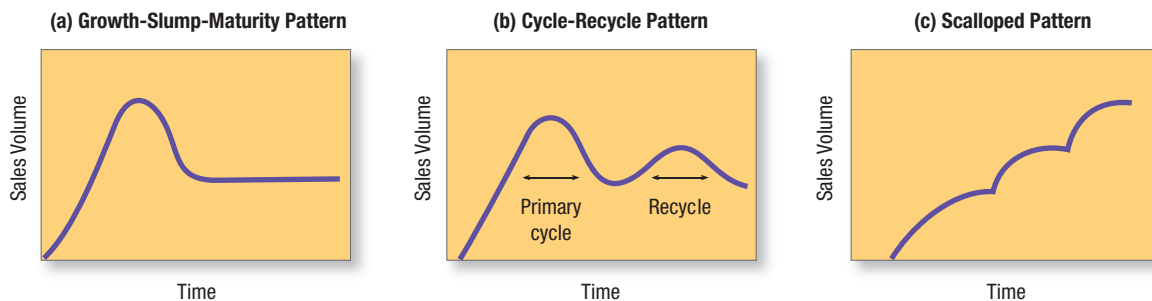 (a) Growth-Slump-Maturity Pattern
Sales Volume
Time
(b) Cycle-Recycle Pattern
Sales Volume
Primary
cycle
Recycle
Time
(c) Scalloped Pattern
Sales Volume
Time